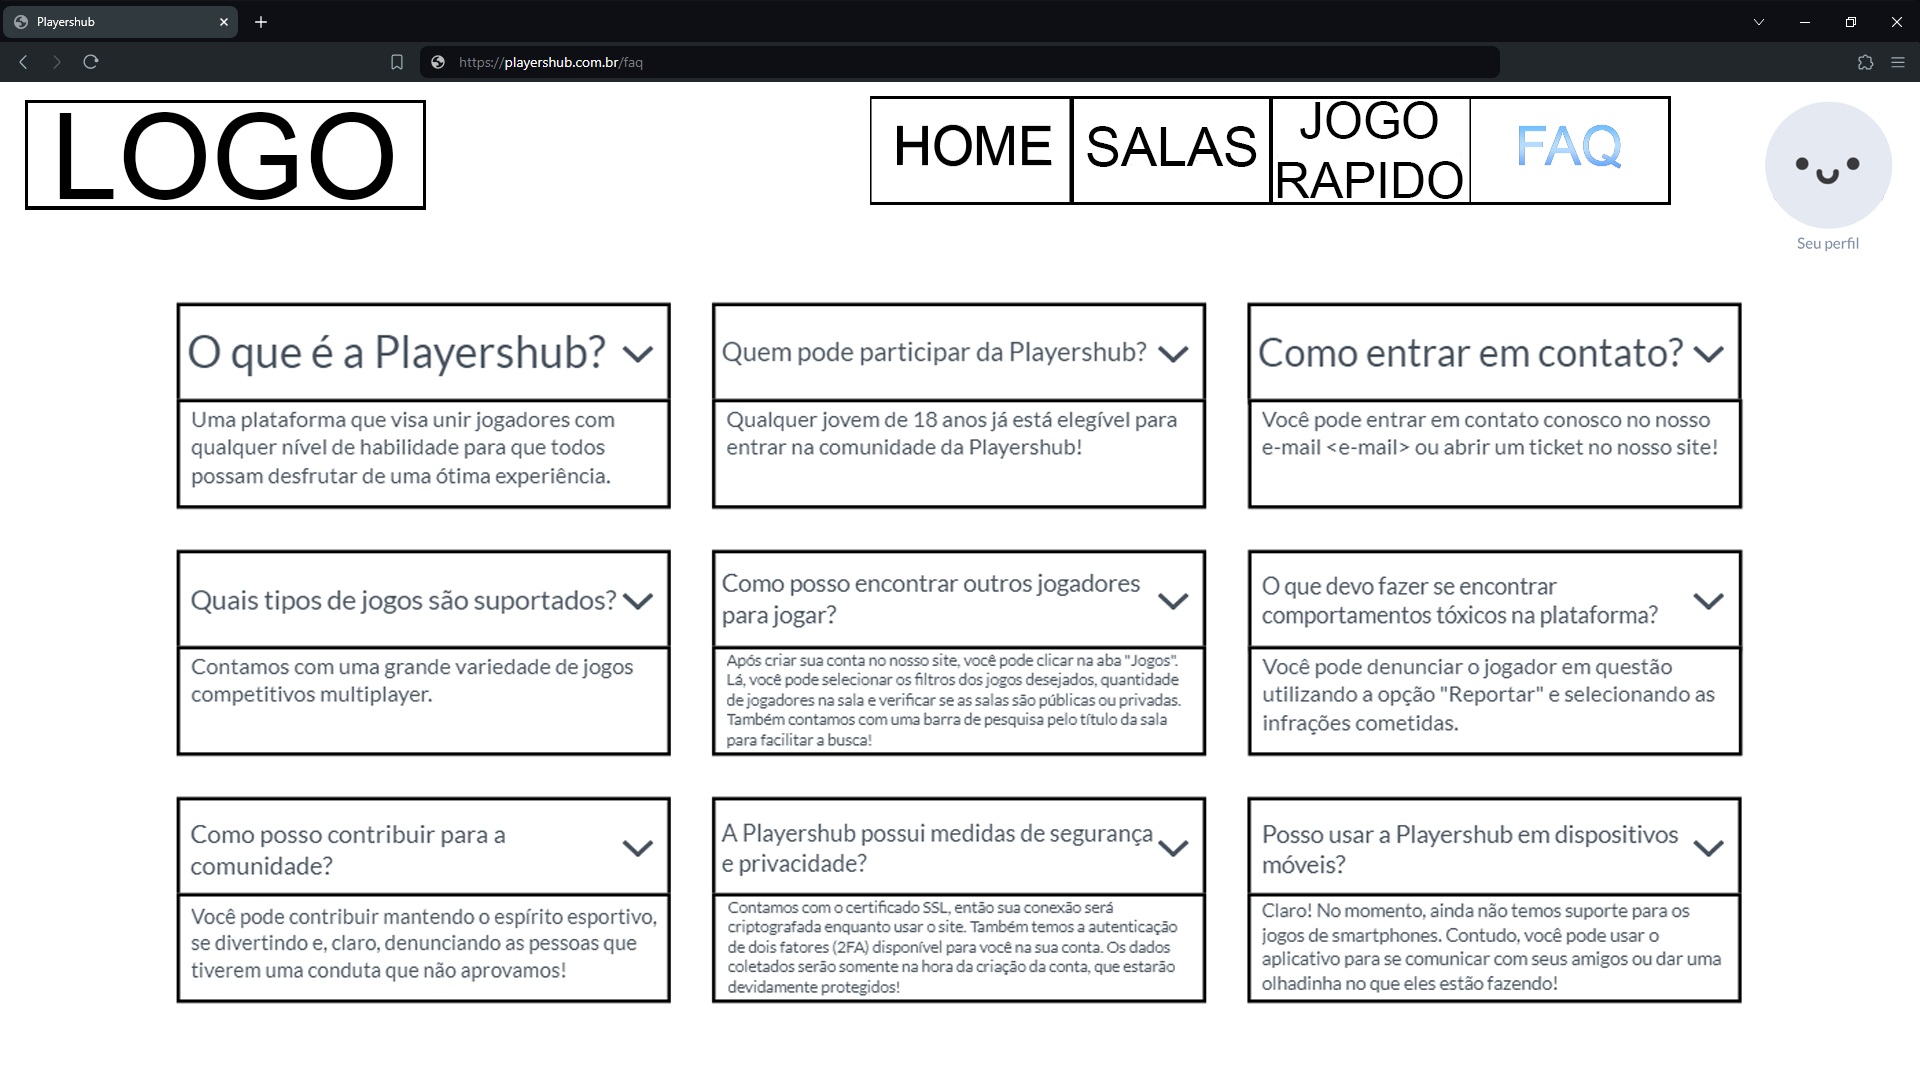 Playershub
https://playershub.com.br/faq
LOGO
HOME
SALAS
JOGO
RAPIDO
FAQ
Seu perfil
O que é a Playershub?
Uma plataforma que visa unir jogadores com
qualquer nível de habilidade para que todos
possam desfrutar de uma ótima experiência.
Quem pode participar da Playershub?
Qualquer jovem de 18 anos já está elegível para
entrar na comunidade da Playershub!
Como entrar em contato?
Você pode entrar em contato conosco no nosso
e-mail <e-mail> ou abrir um ticket no nosso site!
Quais tipos de jogos são suportados?
Contamos com uma grande variedade de jogos
competitivos multiplayer.
Como posso encontrar outros jogadores
para jogar?
Após criar sua conta no nosso site, você pode clicar na aba "Jogos".
Lá, você pode selecionar os filtros dos jogos desejados, quantidade
de jogadores na sala e verificar se as salas são públicas ou privadas.
Também contamos com uma barra de pesquisa pelo título da sala
para facilitar a busca!
O que devo fazer se encontrar
comportamentos tóxicos na plataforma?
Você pode denunciar o jogador em questão
utilizando a opção "Reportar" e selecionando as
infrações cometidas.
Como posso contribuir para a
comunidade?
Você pode contribuir mantendo o espírito esportivo,
se divertindo e, claro, denunciando as pessoas que
tiverem uma conduta que não aprovamos!
A Playershub possui medidas de segurança
e privacidade?
Contamos com o certificado SSL, então sua conexão será
criptografada enquanto usar o site. Também temos a autenticação
de dois fatores (2FA) disponível para você na sua conta. Os dados
coletados serão somente na hora da criação da conta, que estarão
devidamente protegidos!
Posso usar a Playershub em dispositivos
móveis?
Claro! No momento, ainda não temos suporte para os
jogos de smartphones. Contudo, você pode usar o
aplicativo para se comunicar com seus amigos ou dar uma
olhadinha no que eles estão fazendo!